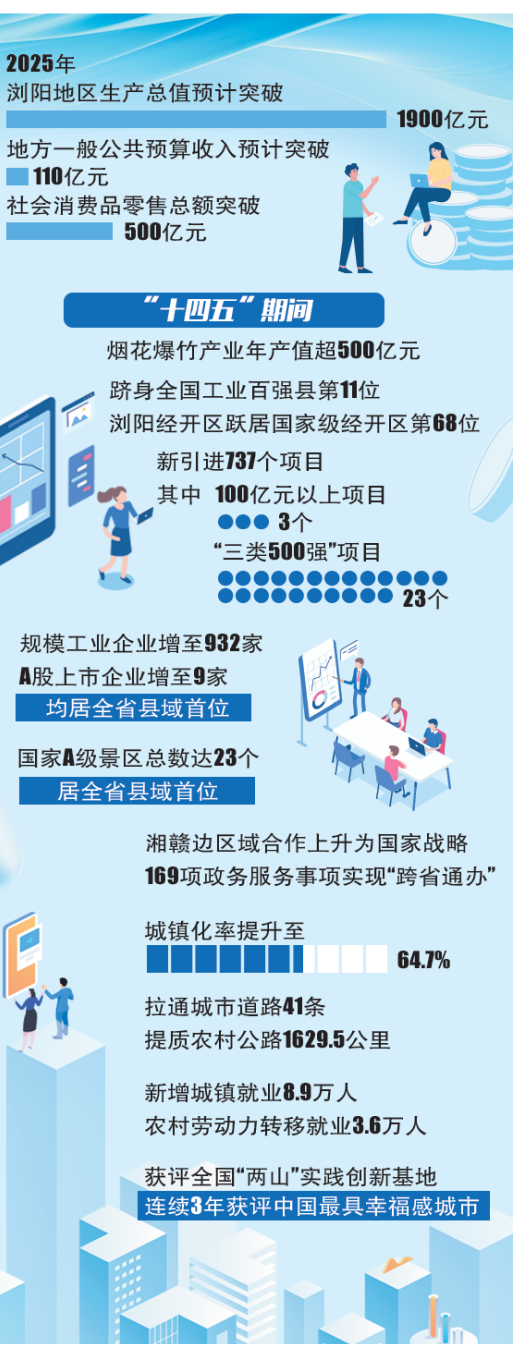 2025年
浏阳地区生产总值预计突破
1900亿元
地方一般公共预算收入预计突破
110亿元
社会消费品零售总额突破
500亿元
“十四五”期间
烟花爆竹产业年产值超500亿元
跻身全国工业百强县第11位
浏阳经开区跃居国家级经开区第68位
新引进737个项目
其中 100亿元以上项目
3个
“三类500强”项目
23个
规模工业企业增至932家
A股上市企业增至9家
均居全省县域首位
国家A级景区总数达23个
居全省县域首位
湘赣边区域合作上升为国家战略
169项政务服务事项实现“跨省通办”
城镇化率提升至
64.7%
拉通城市道路41条
提质农村公路1629.5公里
新增城镇就业8.9万人
农村劳动力转移就业3.6万人
获评全国“两山”实践创新基地
连续3年获评中国最具幸福感城市